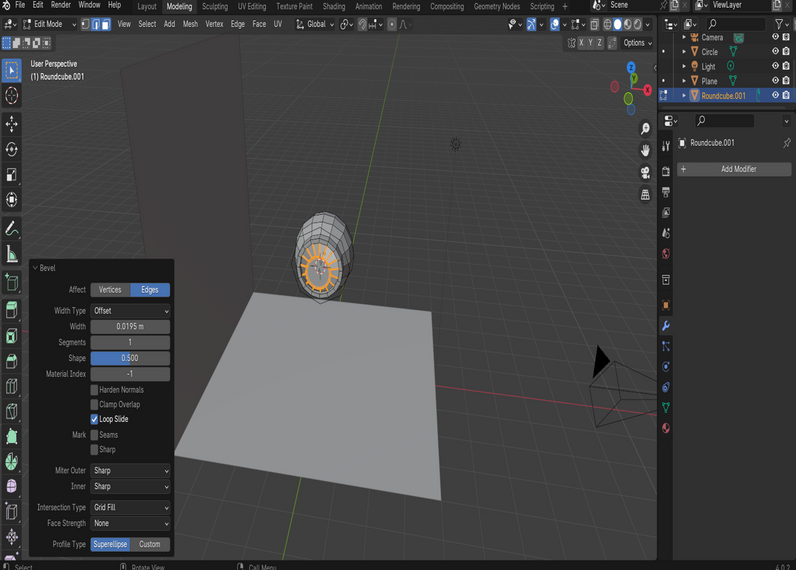 File Edit Render Window Help Layout Modeling Sculpting UV Editing Texture Paint Shading Animation Rendering Compositing Geometry Nodes Scripting + Scene ViewLayer
Edit Mode View Select Add Mesh Vertex Edge Face UV Global
X Y Z Options
User Perspective
(1) Roundcube.001
Camera
Circle
Light
Plane
Roundcube.001
Roundcube.001
+ Add Modifier
Z
Y
X
Bevel
Affect Vertices Edges
Width Type Offset
Width 0.0195 m
Segments 1
Shape 0.500
Material Index -1
Harden Normals
Clamp Overlap
Loop Slide
Mark Seams
Sharp
Miter Outer Sharp
Inner Sharp
Intersection Type Grid Fill
Face Strength None
Profile Type Superellipse Custom
Select Rotate View Call Menu 4.0.2